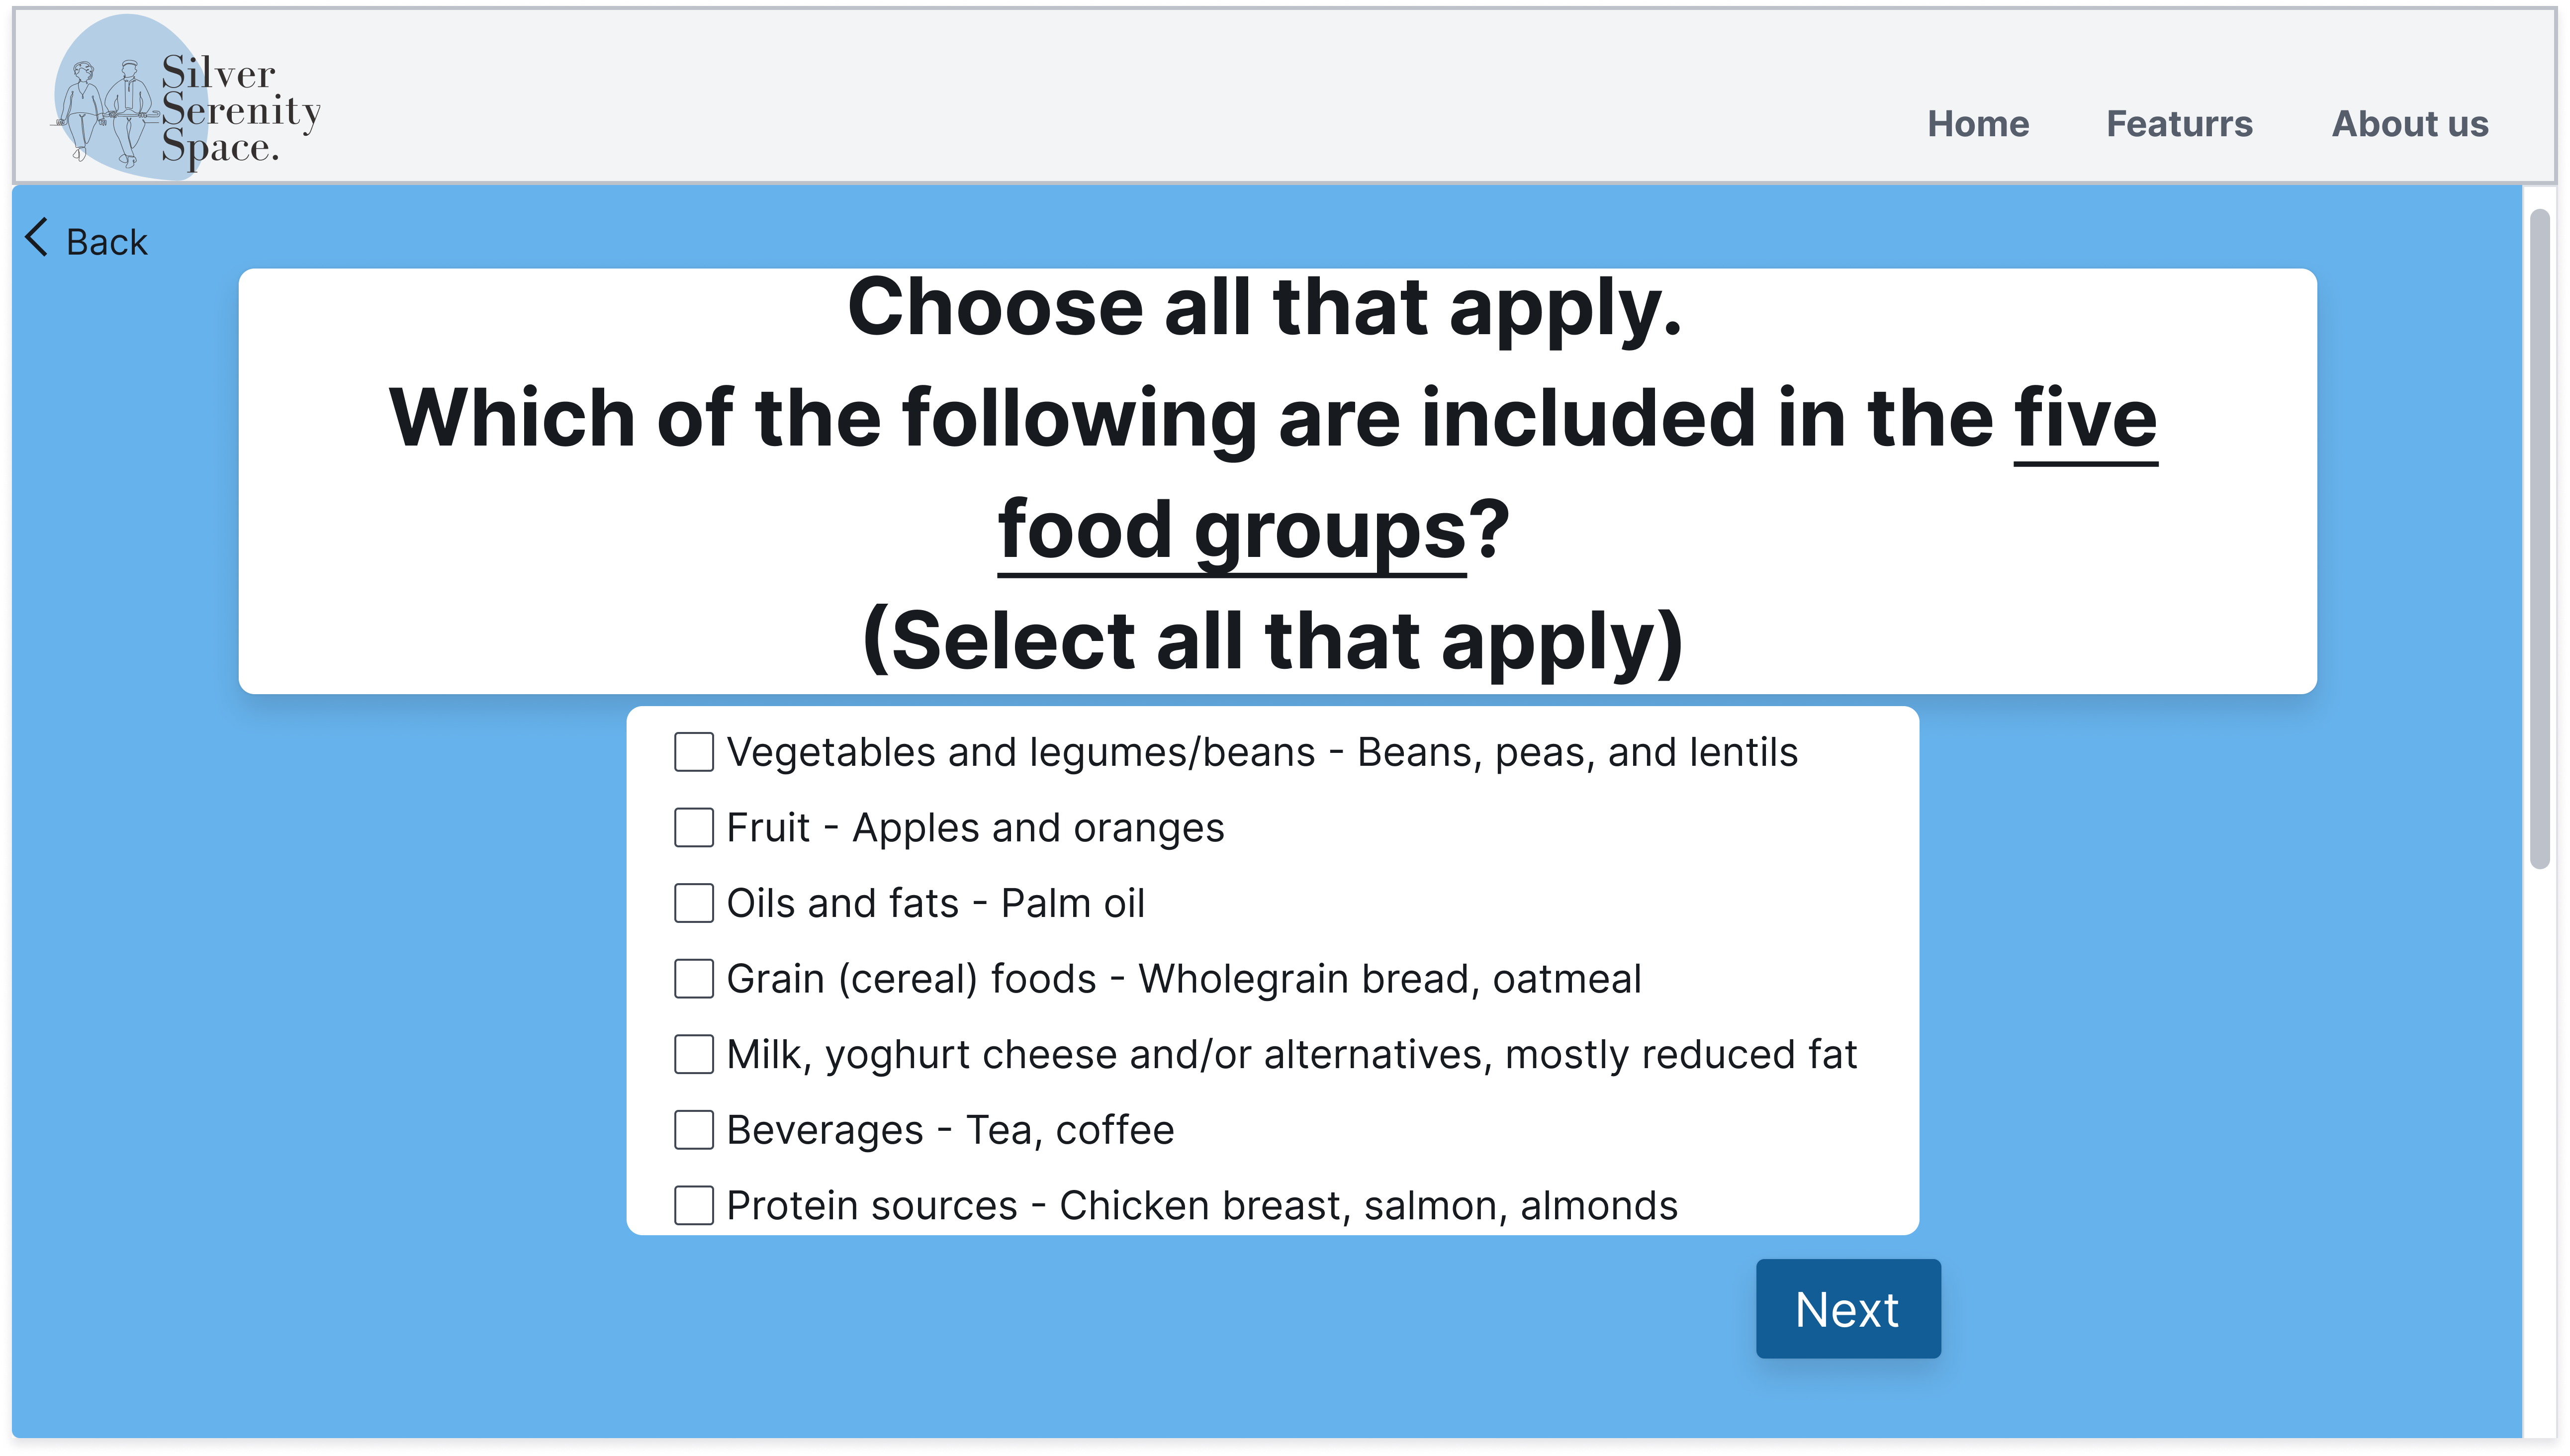 Silver
Serenity
Space.
Home Featurrs About us
Back
Choose all that apply.
Which of the following are included in the five
food groups?
(Select all that apply)
Vegetables and legumes/beans - Beans, peas, and lentils
Fruit - Apples and oranges
Oils and fats - Palm oil
Grain (cereal) foods - Wholegrain bread, oatmeal
Milk, yoghurt cheese and/or alternatives, mostly reduced fat
Beverages - Tea, coffee
Protein sources - Chicken breast, salmon, almonds
Next